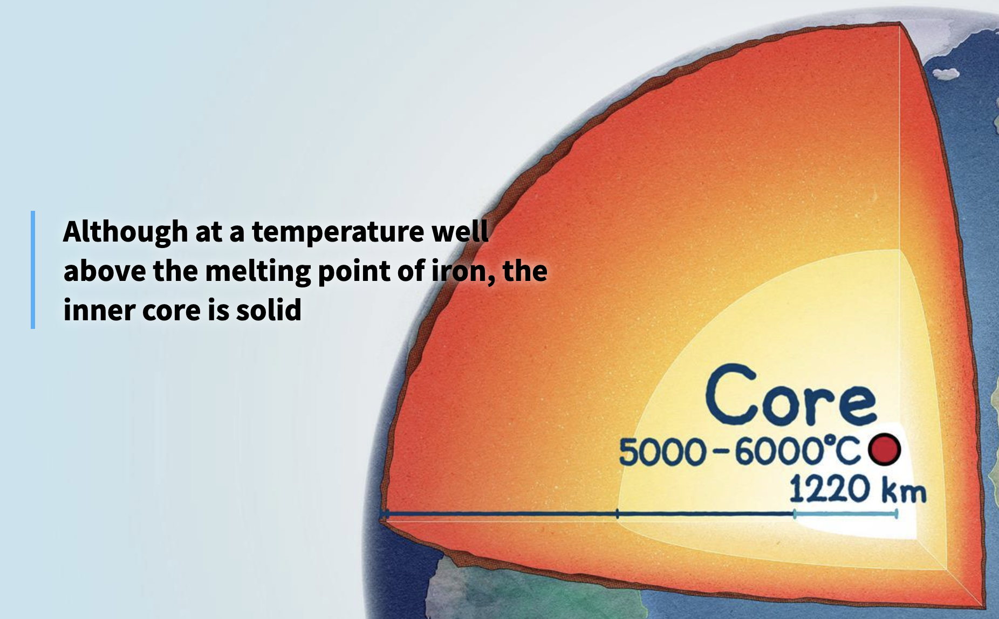 Although at a temperature well
above the melting point of iron, the
inner core is solid
Core
5000-6000°C
1220 km